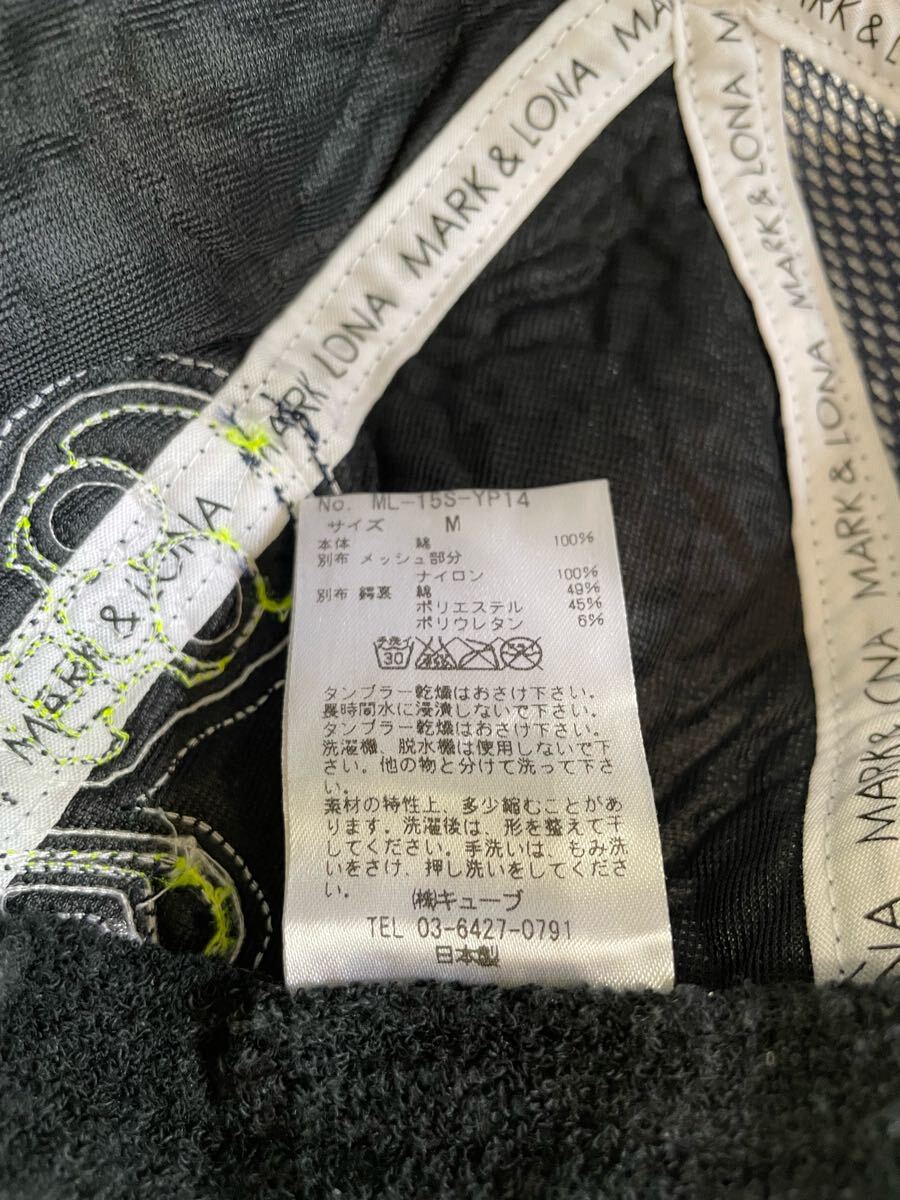 MARK & LONA MARK & LONA MA
MARK & L
M
MARK & LONA
MARK & LONA
MARK & LONA
MARK &
No. ML-15S-YP14
サイズ M
本体 綿 100%
別布 メッシュ部分
ナイロン 100%
別布 鍔裏 綿 49%
ポリエステル 45%
ポリウレタン 6%
手洗イ
30
タンブラー乾燥はおさけ下さい。
長時間水に浸漬しないで下さい。
タンブラー乾燥はおさけ下さい。
洗濯機、脱水機は使用しないで下
さい。他の物と分けて洗って下さ
い。
素材の特性上、多少縮むことがあ
ります。洗濯後は、形を整えて干
してください。手洗いは、もみ洗
いをさけ、押し洗いをしてくださ
い。
(株)キューブ
TEL 03-6427-0791
日本製